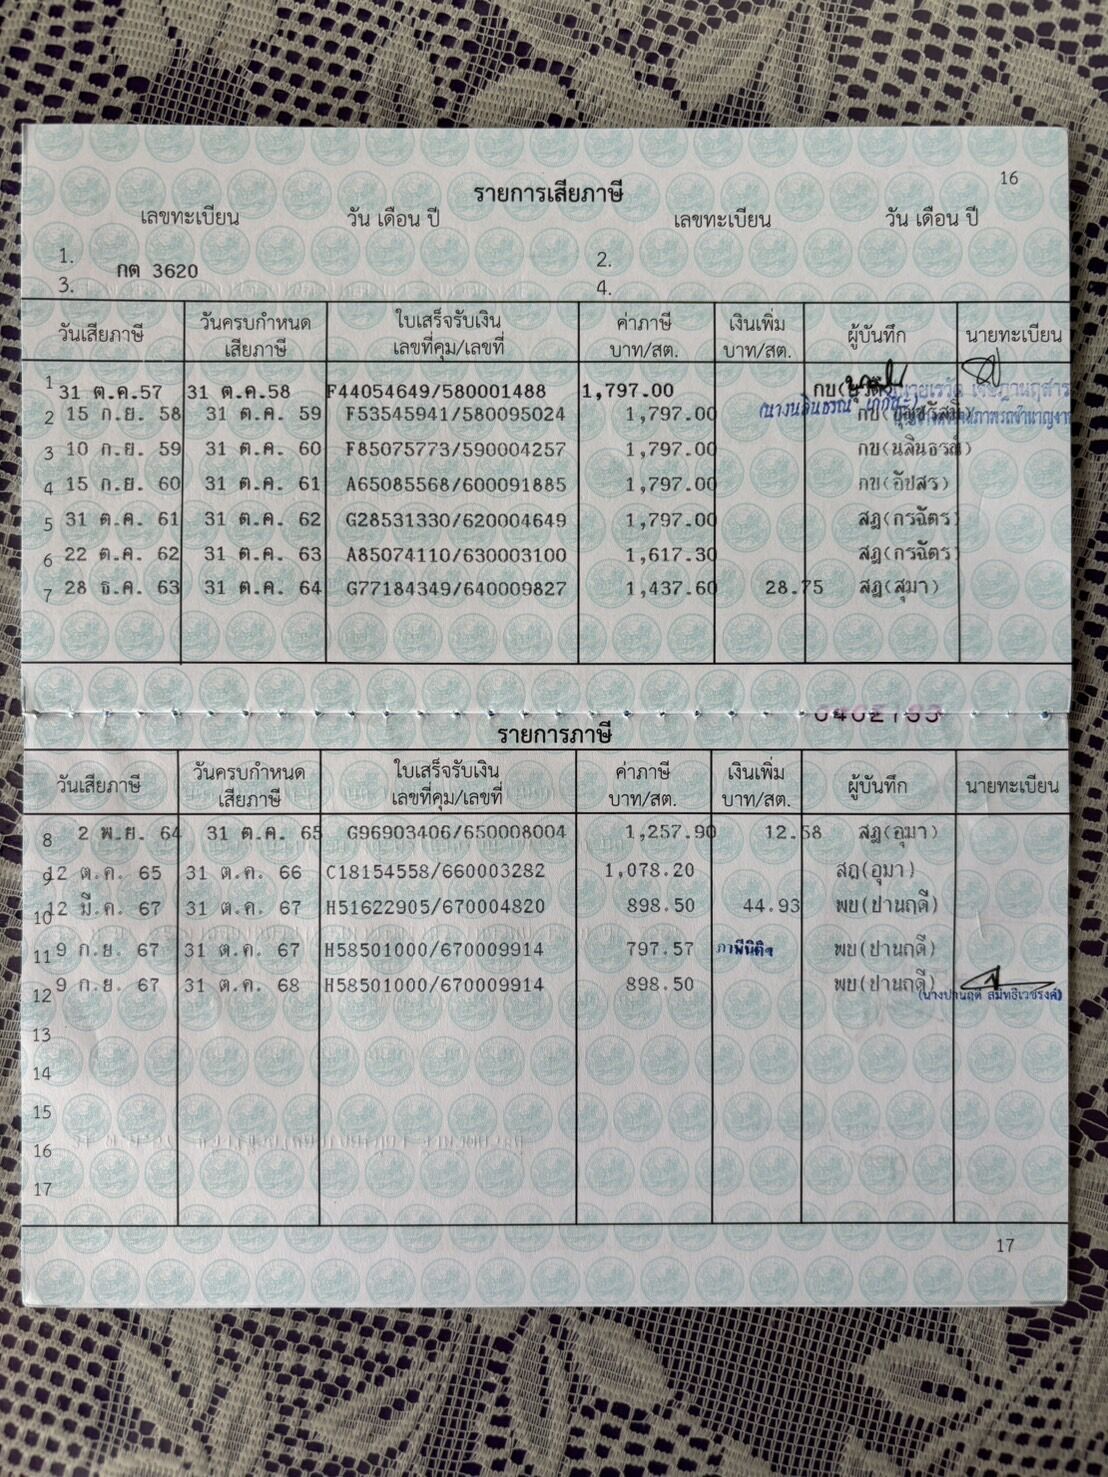 16
รายการเสียภาษี
เลขทะเบียน วัน เดือน ปี เลขทะเบียน วัน เดือน ปี
1. 2.
กต 3620
3. 4.
วันเสียภาษี วันครบกำหนดเสียภาษี ใบเสร็จรับเงิน เลขที่คุม/เลขที่ ค่าภาษี บาท/สต. เงินเพิ่ม บาท/สต. ผู้บันทึก นายทะเบียน
1 31 ต.ค.57 31 ต.ค.58 F44054649/580001488 1,797.00
2 15 ก.ย. 58 31 ต.ค. 59 F53545941/580095024 1,797.00
3 10 ก.ย. 59 31 ต.ค. 60 F85075773/590004257 1,797.00 กข(นลินธรณ์)
4 15 ก.ย. 60 31 ต.ค. 61 A65085568/600091885 1,797.00 กข(อัปสร)
5 31 ต.ค. 61 31 ต.ค. 62 G28531330/620004649 1,797.00 สฎ(กรฉัตร)
6 22 ต.ค. 62 31 ต.ค. 63 A85074110/630003100 1,617.30 สฎ(กรฉัตร)
7 28 ธ.ค. 63 31 ต.ค. 64 G77184349/640009827 1,437.60 28.75 สฎ(สุมา)
รายการภาษี
วันเสียภาษี วันครบกำหนดเสียภาษี ใบเสร็จรับเงิน เลขที่คุม/เลขที่ ค่าภาษี บาท/สต. เงินเพิ่ม บาท/สต. ผู้บันทึก นายทะเบียน
8 2 พ.ย. 64 31 ต.ค. 65 G96903406/650008004 1,257.90 12.58 สฎ(อุมา)
9 12 ต.ค. 65 31 ต.ค. 66 C18154558/660003282 1,078.20 สฎ(อุมา)
10 12 มี.ค. 67 31 ต.ค. 67 H51622905/670004820 898.50 44.93 พบ(ปานฤดี)
11 9 ก.ย. 67 31 ต.ค. 67 H58501000/670009914 797.57 พบ(ปานฤดี)
12 9 ก.ย. 67 31 ต.ค. 68 H58501000/670009914 898.50 พบ(ปานฤดี)
13
14
15
16
17
17